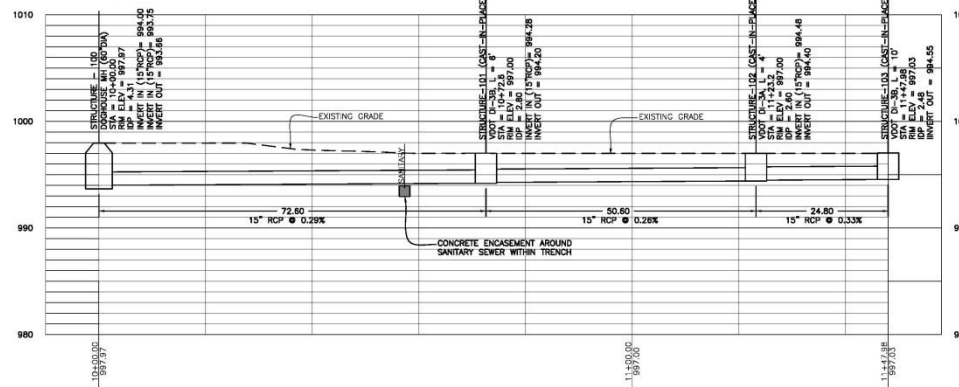 1010
1000
990
980
STRUCTURE - 100
DOGHOUSE MH (60" DIA)
STA = 10+00.00
RIM ELEV = 997.97
IDP = 4.31
INVERT IN (15"RCP)= 994.00
INVERT IN (15"RCP)= 993.75
INVERT OUT = 993.66
EXISTING GRADE
SANITARY
STRUCTURE-101 (CAST-IN-PLACE
VDOT DI-3B, L = 6'
STA = 10+72.6
RIM ELEV = 997.00
IDP = 2.80
INVERT IN (15"RCP)= 994.28
INVERT OUT = 994.20
EXISTING GRADE
STRUCTURE-102 (CAST-IN-PLACE
VDOT DI-3A, L = 4'
STA = 11+23.2
RIM ELEV = 997.00
IDP = 2.60
INVERT IN (15"RCP)= 994.48
INVERT OUT = 994.40
STRUCTURE-103 (CAST-IN-PLACE
VDOT DI-3B, L = 10'
STA = 11+47.98
RIM ELEV = 997.03
IDP = 2.48
INVERT OUT = 994.55
72.60
15" RCP @ 0.29%
50.60
15" RCP @ 0.26%
24.80
15" RCP @ 0.33%
CONCRETE ENCASEMENT AROUND
SANITARY SEWER WITHIN TRENCH
10+00.00
997.97
11+00.00
997.00
11+47.98
997.03